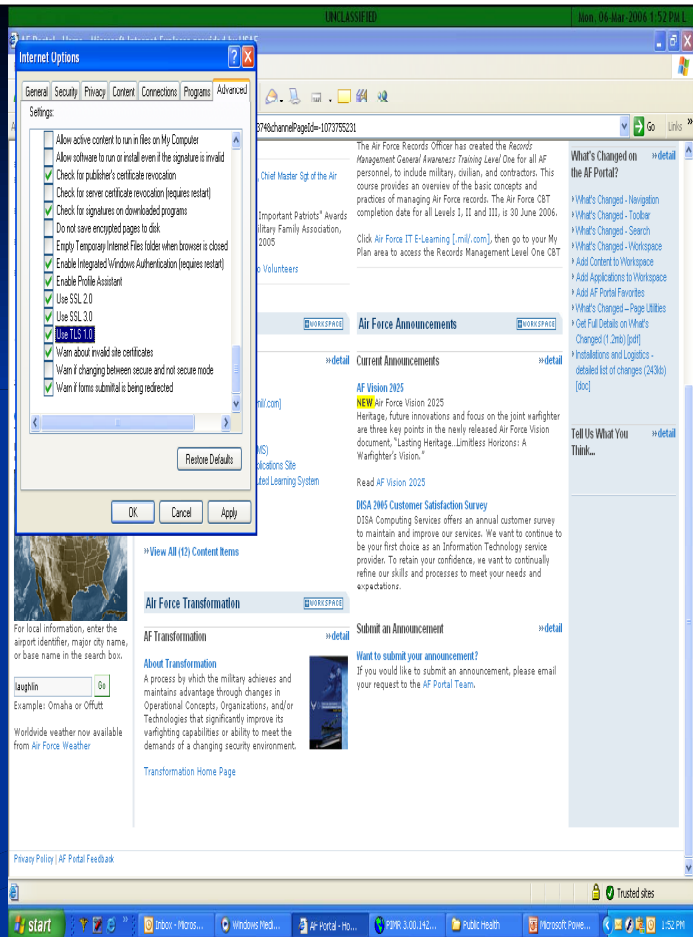 UNCLASSIFIED
Mon, 06-Mar-2006 1:52 PM L
Internet Options
General Security Privacy Content Connections Programs Advanced
Settings:
Allow active content to run in files on My Computer
Allow software to run or install even if the signature is invalid
Check for publisher's certificate revocation
Check for server certificate revocation (requires restart)
Check for signatures on downloaded programs
Do not save encrypted pages to disk
Empty Temporary Internet Files folder when browser is closed
Enable Integrated Windows Authentication (requires restart)
Enable Profile Assistant
Use SSL 2.0
Use SSL 3.0
Use TLS 1.0
Warn about invalid site certificates
Warn if changing between secure and not secure mode
Warn if forms submittal is being redirected
Restore Defaults
OK Cancel Apply
374&channelPageId=-1073755231
Go Links »
, Chief Master Sgt of the Air
Important Patriots" Awards
ilitary Family Association,
2005
o Volunteers
WORKSPACE
»detail
mil/.com]
MS)
plications Site
uted Learning System
»View All (12) Content Items
Air Force Transformation
WORKSPACE
AF Transformation »detail
About Transformation
A process by which the military achieves and
maintains advantage through changes in
Operational Concepts, Organizations, and/or
Technologies that significantly improve its
warfighting capabilities or ability to meet the
demands of a changing security environment.
Transformation Home Page
The Air Force Records Officer has created the Records
Management General Awareness Training Level One for all AF
personnel, to include military, civilian, and contractors. This
course provides an overview of the basic concepts and
practices of managing Air Force records. The Air Force CBT
completion date for all Levels I, II and III, is 30 June 2006.
Click Air Force IT E-Learning [.mil/.com], then go to your My
Plan area to access the Records Management Level One CBT
Air Force Announcements
WORKSPACE
Current Announcements »detail
AF Vision 2025
NEW Air Force Vision 2025
Heritage, future innovations and focus on the joint warfighter
are three key points in the newly released Air Force Vision
document, "Lasting Heritage...Limitless Horizons: A
Warfighter's Vision."
Read AF Vision 2025
DISA 2005 Customer Satisfaction Survey
DISA Computing Services offers an annual customer survey
to maintain and improve our services. We want to continue to
be your first choice as an Information Technology service
provider. To retain your confidence, we want to continually
refine our skills and processes to meet your needs and
expectations.
Submit an Announcement »detail
Want to submit your announcement?
If you would like to submit an announcement, please email
your request to the AF Portal Team.
What's Changed on »detail
the AF Portal?
What's Changed - Navigation
What's Changed - Toolbar
What's Changed - Search
What's Changed - Workspace
Add Content to Workspace
Add Applications to Workspace
Add AF Portal Favorites
What's Changed – Page Utilities
Get Full Details on What's
Changed (1.2mb) [pdf]
Installations and Logistics -
detailed list of changes (243kb)
[doc]
Tell Us What You »detail
Think...
For local information, enter the
airport identifier, major city name,
or base name in the search box.
laughlin Go
Example: Omaha or Offutt
Worldwide weather now available
from Air Force Weather
Privacy Policy | AF Portal Feedback
Trusted sites
start
Inbox - Micros...
Windows Medi...
AF Portal - Ho...
PIMR 3.00.142...
Public Health
Microsoft Powe...
1:52 PM